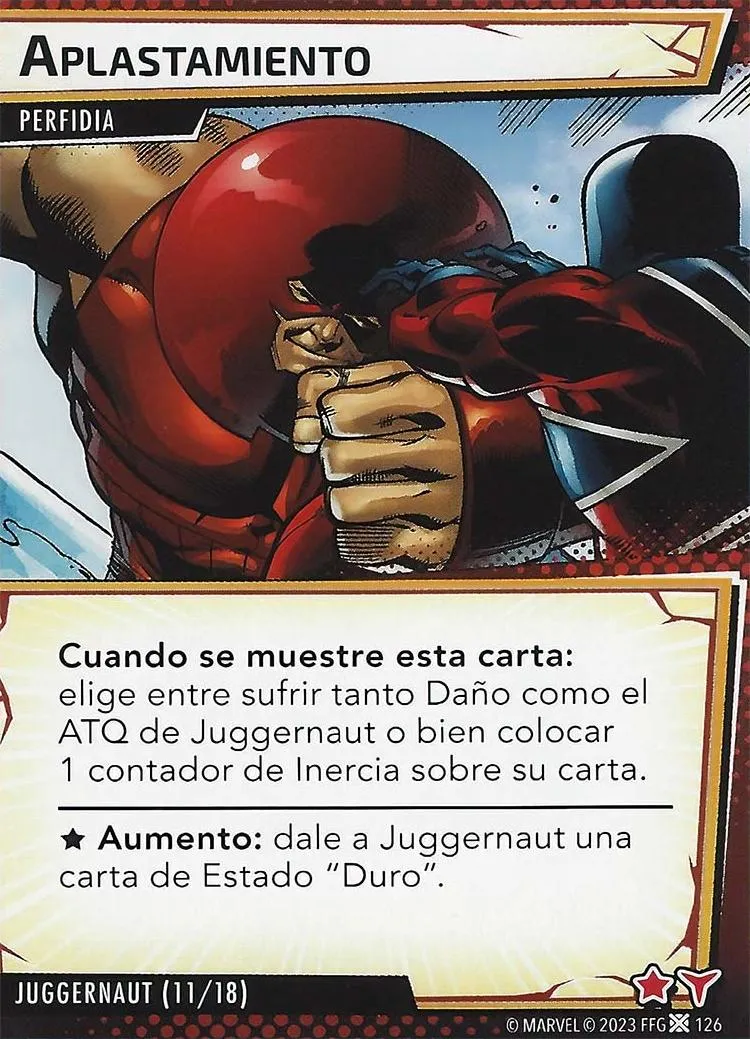 APLASTAMIENTO
PERFIDIA
Cuando se muestre esta carta:
elige entre sufrir tanto Daño como el
ATQ de Juggernaut o bien colocar
1 contador de Inercia sobre su carta.
★ Aumento: dale a Juggernaut una
carta de Estado "Duro".
JUGGERNAUT (11/18)
© MARVEL © 2023 FFG 126